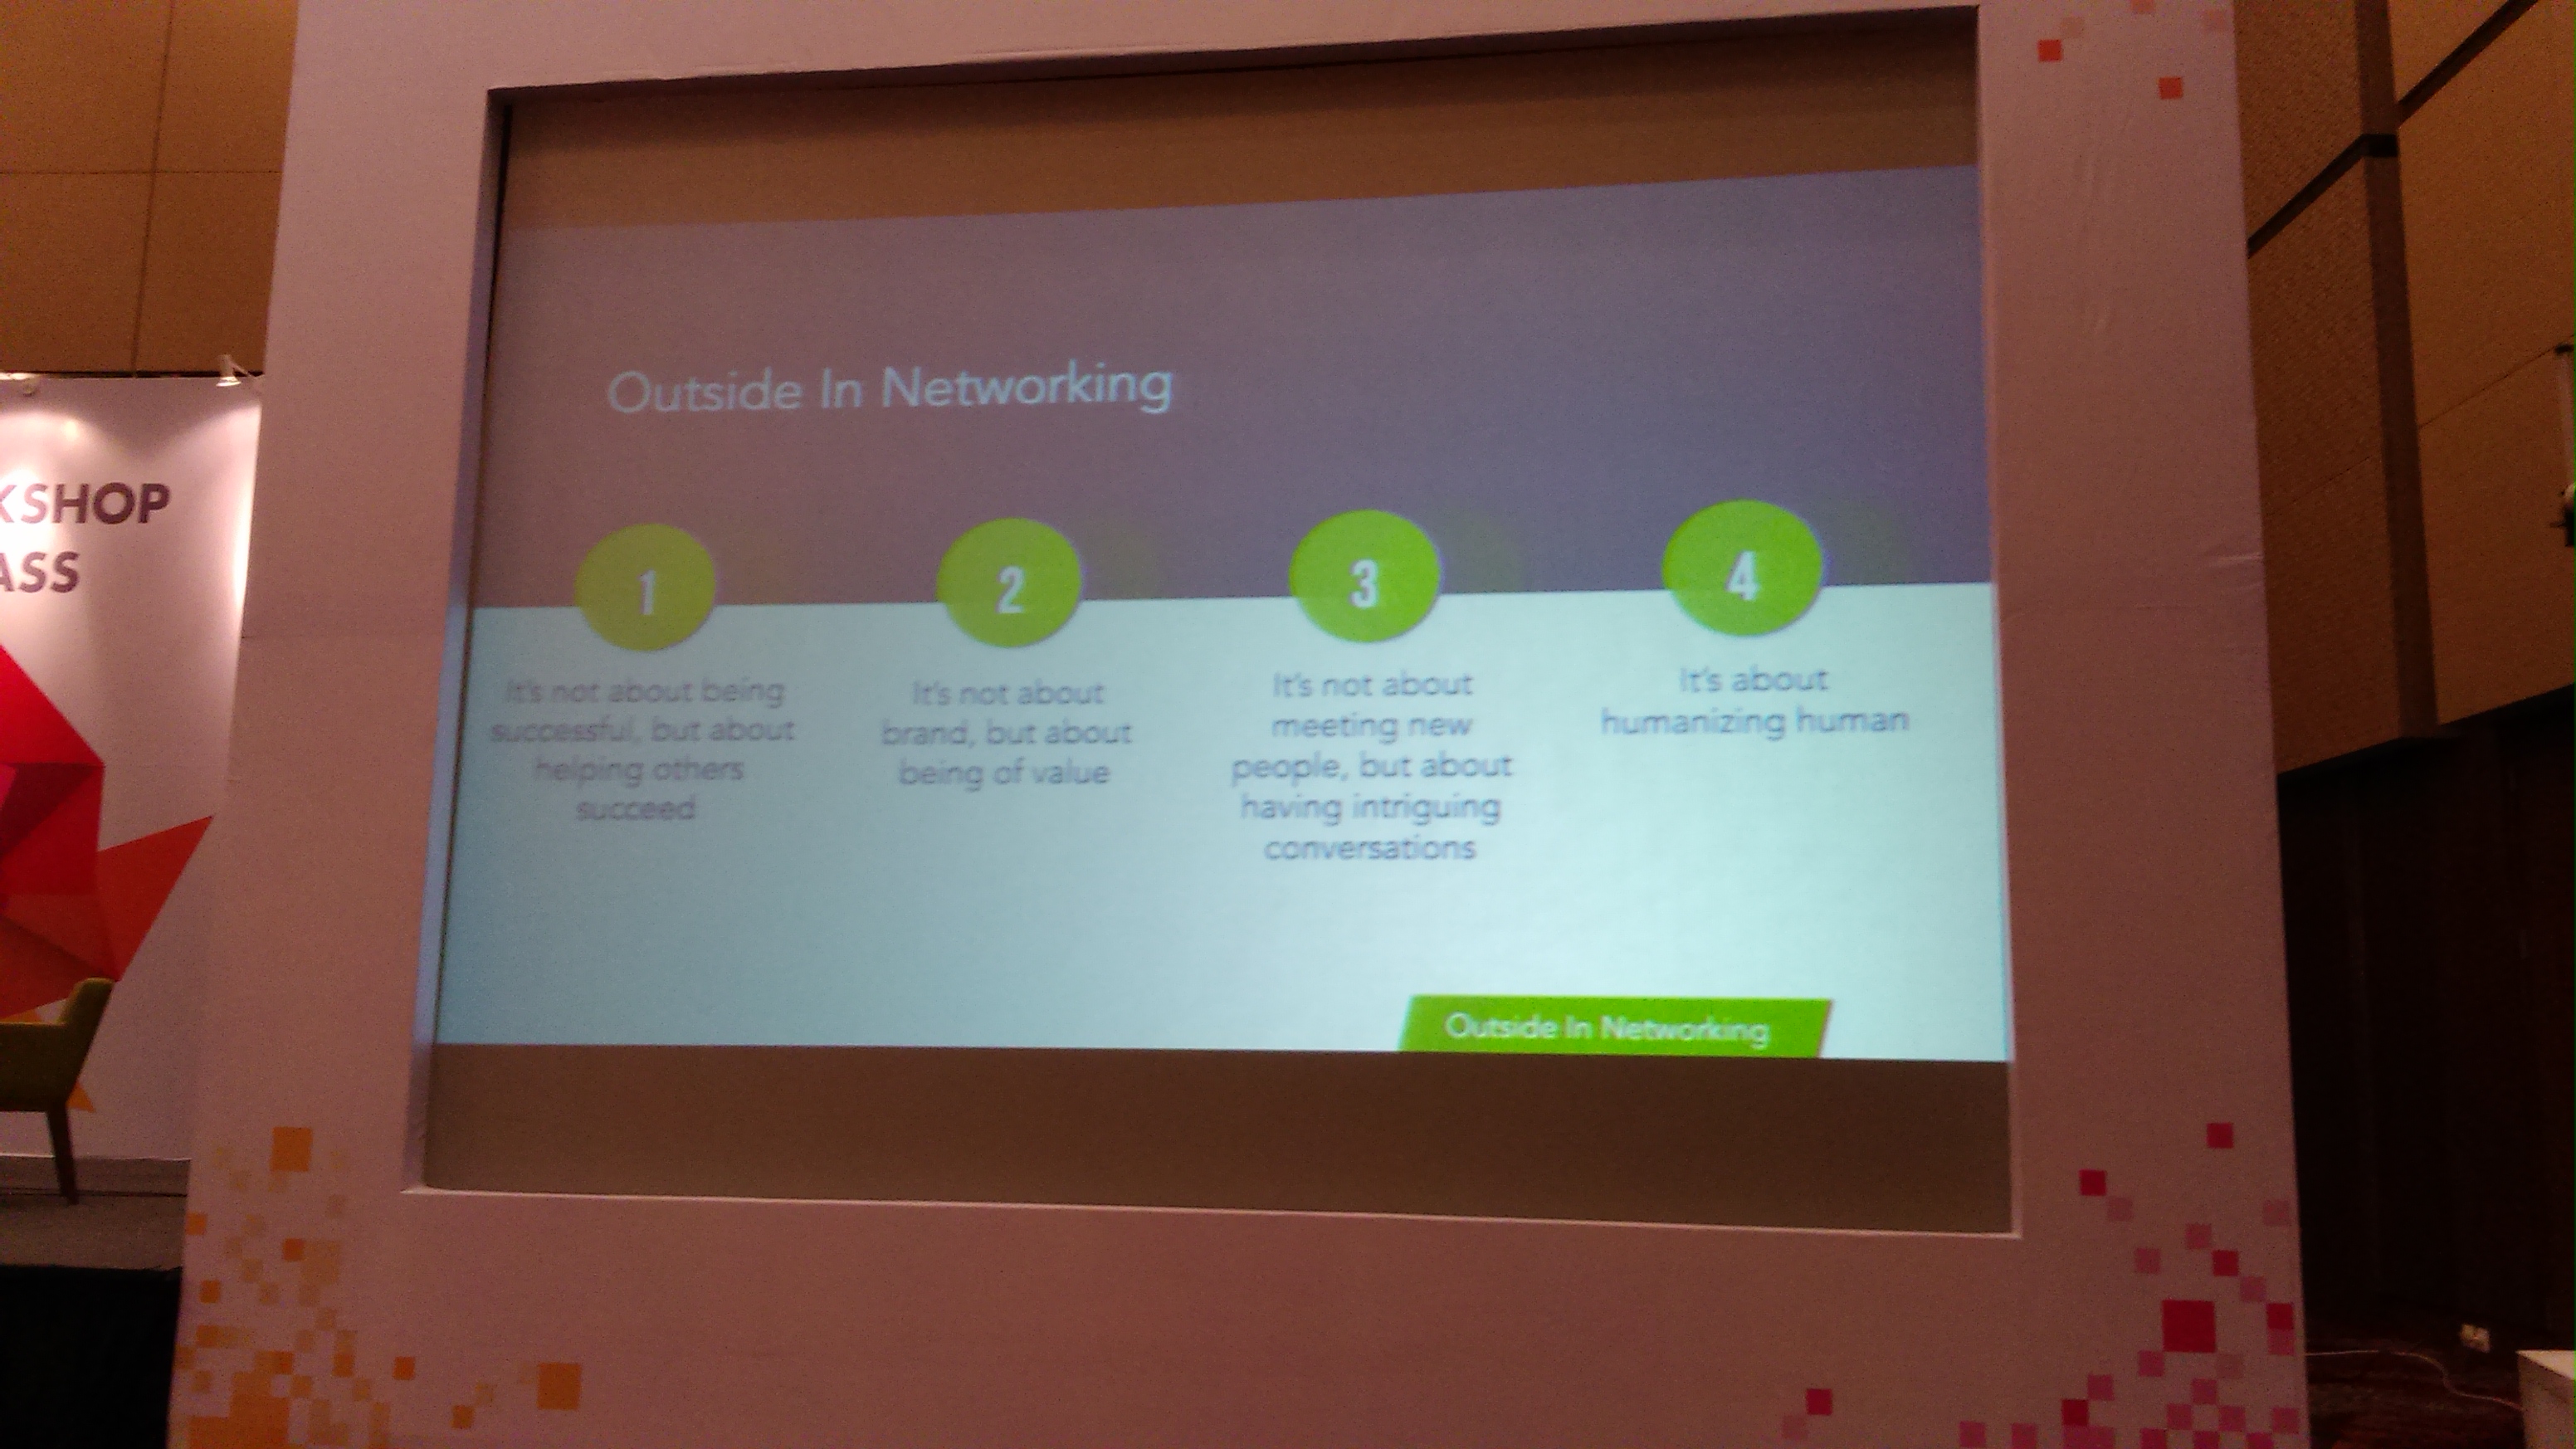 KSHOP
ASS
Outside In Networking
1
It's not about being
successful, but about
helping others
succeed
2
It's not about
brand, but about
being of value
3
It's not about
meeting new
people, but about
having intriguing
conversations
4
It's about
humanizing human
Outside In Networking